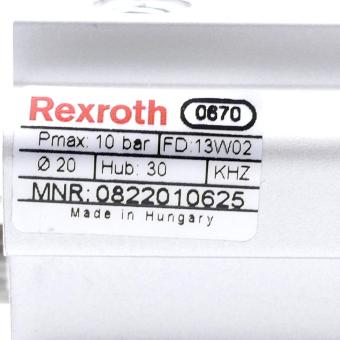 Rexroth 0670
Pmax: 10 bar FD:13W02
Ø 20 Hub: 30 KHZ
MNR: 0822010625
Made in Hungary